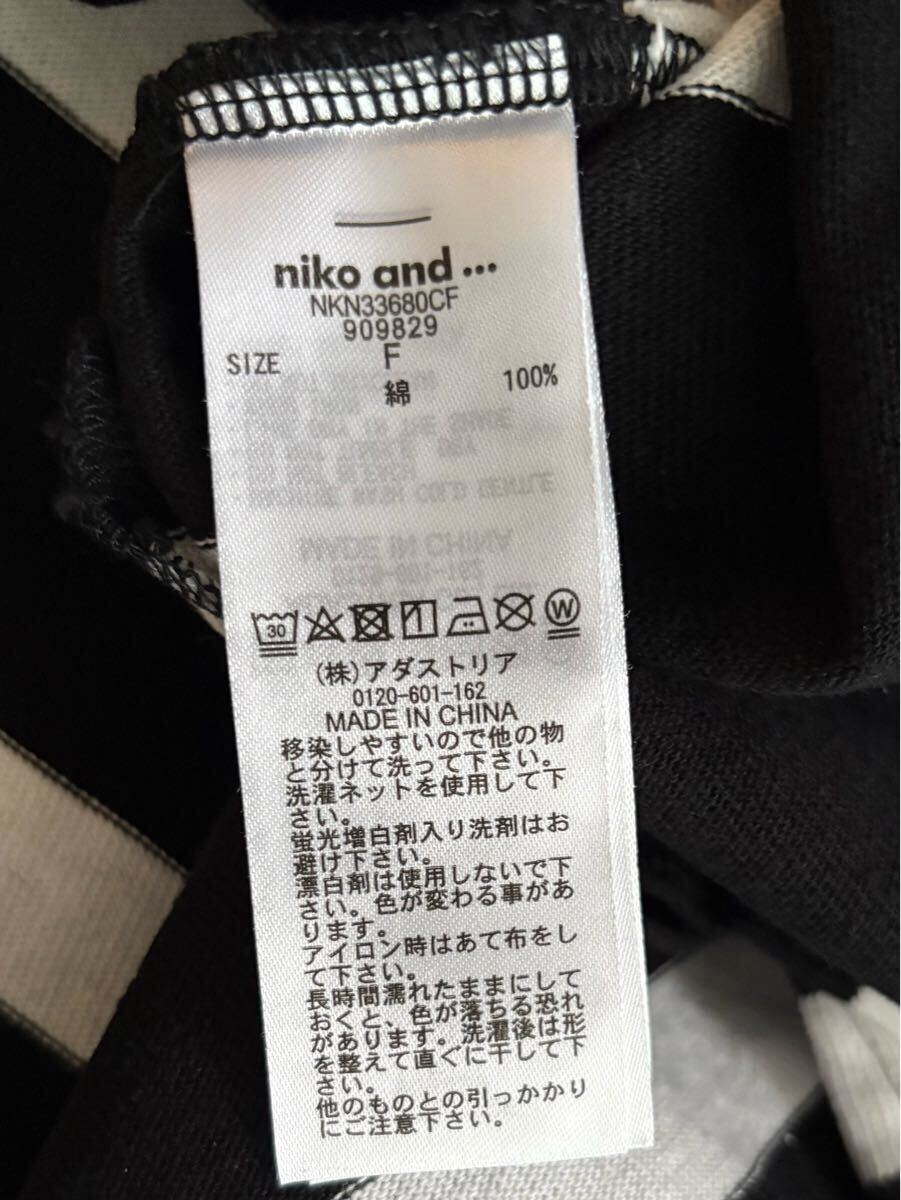 niko and ...
NKN33680CF
909829
SIZE F
綿 100%
30
W
(株)アダストリア
0120-601-162
MADE IN CHINA
移染しやすいので他の物
と分けて洗って下さい。
洗濯ネットを使用して下
さい。
蛍光増白剤入り洗剤はお
避け下さい。
漂白剤は使用しないで下
さい。色が変わる事があ
ります。
アイロン時はあて布をし
て下さい。
長時間濡れたままにして
おくと、色が落ちる恐れ
があります。洗濯後は形
を整えて直ぐに干して下
さい。
他のものとの引っかかり
にご注意下さい。